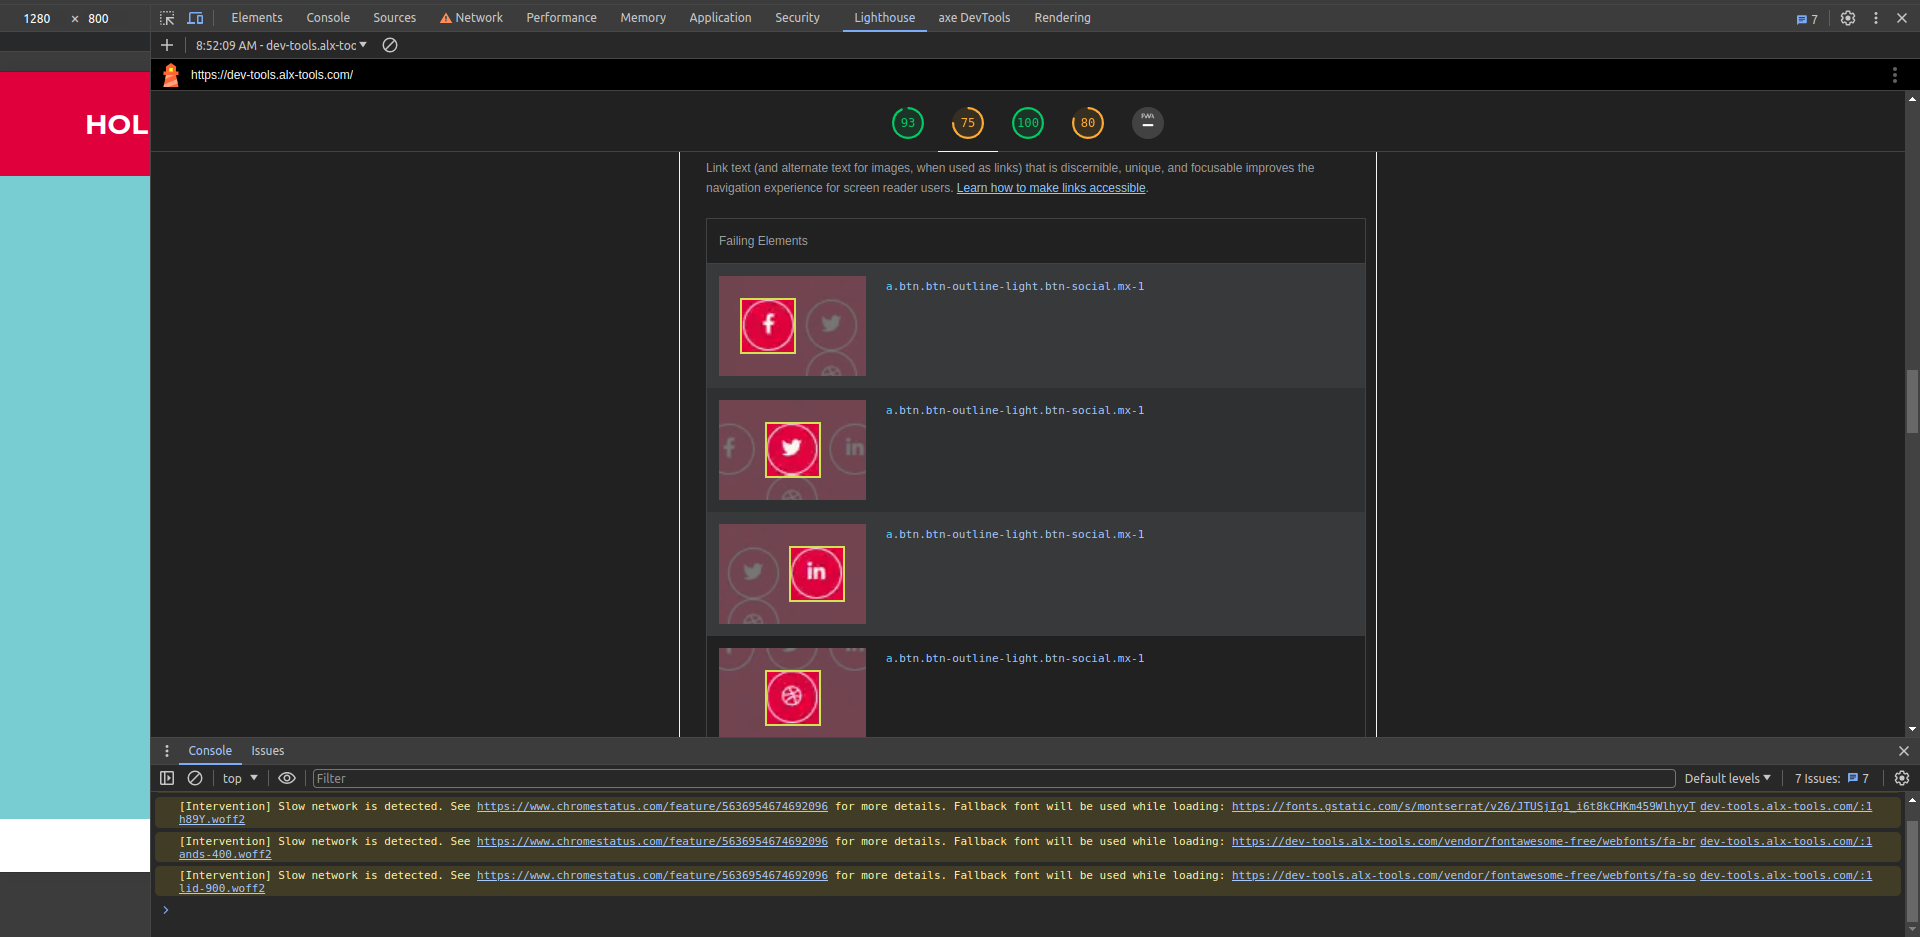 1280 × 800
Elements Console Sources Network Performance Memory Application Security Lighthouse axe DevTools Rendering 7
8:52:09 AM - dev-tools.alx-toc
https://dev-tools.alx-tools.com/
HOL
93 75 100 80 PWA
Link text (and alternate text for images, when used as links) that is discernible, unique, and focusable improves the
navigation experience for screen reader users. Learn how to make links accessible.
Failing Elements
a.btn.btn-outline-light.btn-social.mx-1
a.btn.btn-outline-light.btn-social.mx-1
a.btn.btn-outline-light.btn-social.mx-1
a.btn.btn-outline-light.btn-social.mx-1
Console Issues
top Filter Default levels 7 Issues: 7
[Intervention] Slow network is detected. See https://www.chromestatus.com/feature/5636954674692096 for more details. Fallback font will be used while loading: https://fonts.gstatic.com/s/montserrat/v26/JTUSjIg1_i6t8kCHKm459WlhyyT dev-tools.alx-tools.com/:1
h89Y.woff2
[Intervention] Slow network is detected. See https://www.chromestatus.com/feature/5636954674692096 for more details. Fallback font will be used while loading: https://dev-tools.alx-tools.com/vendor/fontawesome-free/webfonts/fa-br dev-tools.alx-tools.com/:1
ands-400.woff2
[Intervention] Slow network is detected. See https://www.chromestatus.com/feature/5636954674692096 for more details. Fallback font will be used while loading: https://dev-tools.alx-tools.com/vendor/fontawesome-free/webfonts/fa-so dev-tools.alx-tools.com/:1
lid-900.woff2